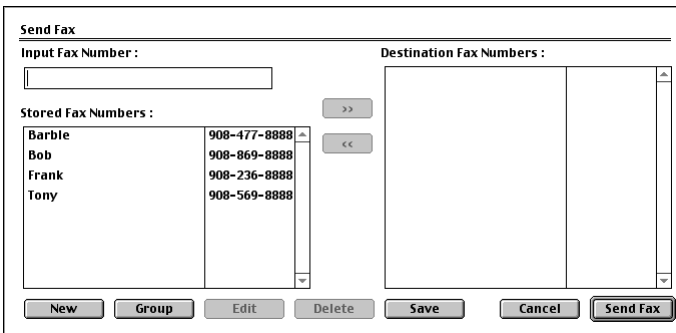 Send Fax
Input Fax Number :
Destination Fax Numbers :
>>
Stored Fax Numbers :
<<
Barbie 908-477-8888
Bob 908-869-8888
Frank 908-236-8888
Tony 908-569-8888
New Group Edit Delete Save Cancel Send Fax